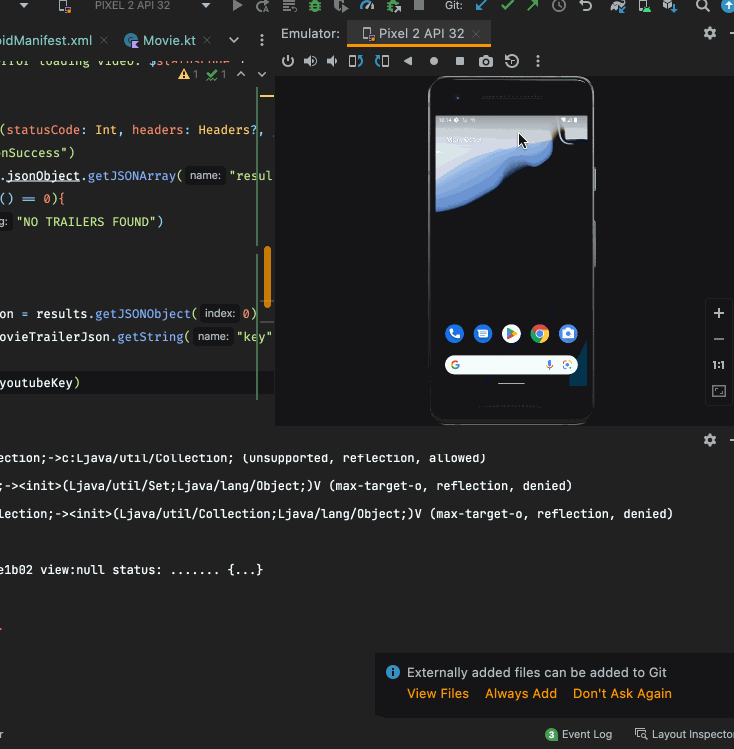 PIXEL 2 API 32
Git:
oidManifest.xml
Movie.kt
Emulator:
Pixel 2 API 32
error loading video: $statusCode")
1
1
(statusCode: Int, headers: Headers?,
onSuccess")
.jsonObject.getJSONArray( name: "resul
() == 0){
g: "NO TRAILERS FOUND")
on = results.getJSONObject( index: 0)
ovieTrailerJson.getString( name: "key"
youtubeKey)
1:1
ection;->c:Ljava/util/Collection; (unsupported, reflection, allowed)
;-><init>(Ljava/util/Set;Ljava/lang/Object;)V (max-target-o, reflection, denied)
lection;-><init>(Ljava/util/Collection;Ljava/lang/Object;)V (max-target-o, reflection, denied)
e1b02 view:null status: ....... {...}
Externally added files can be added to Git
View Files
Always Add
Don't Ask Again
r
3 Event Log
Layout Inspector